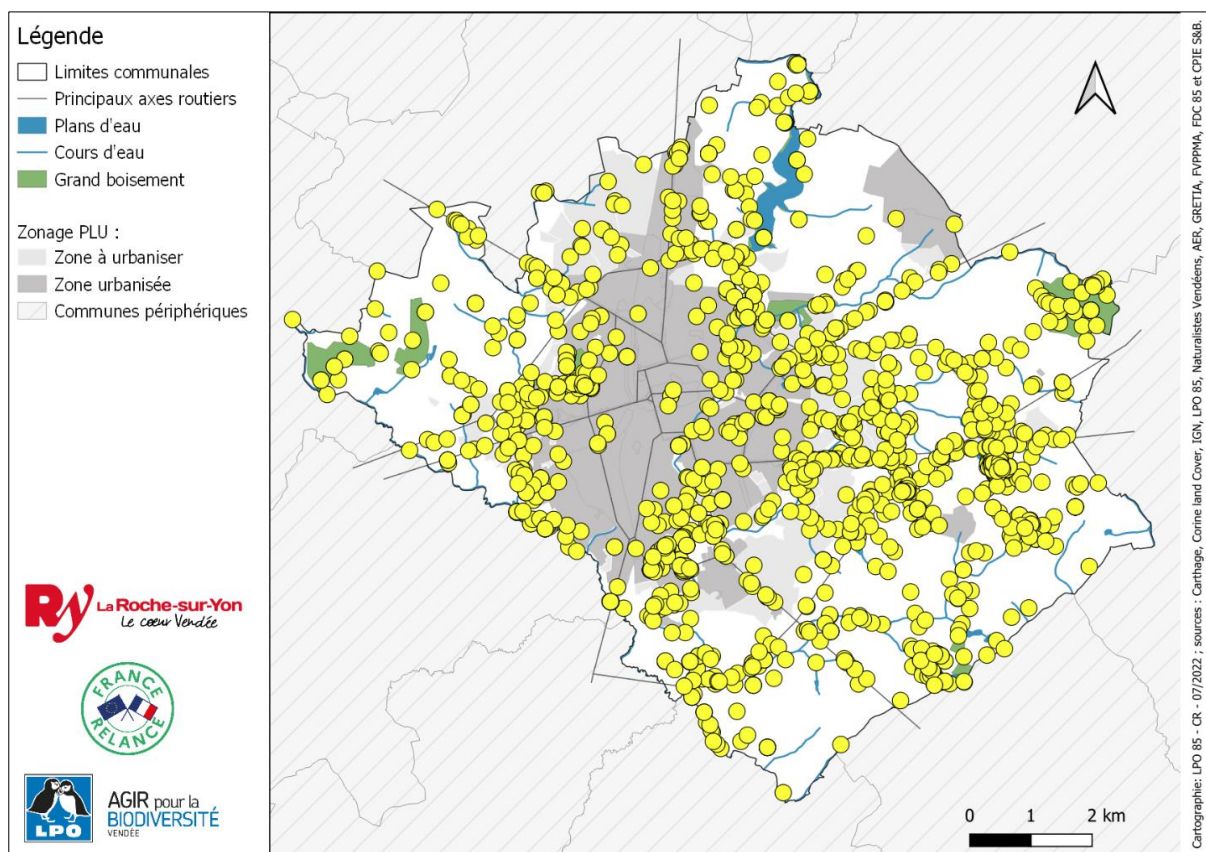 Légende
Limites communales
Principaux axes routiers
Plans d'eau
Cours d'eau
Grand boisement
Zonage PLU :
Zone à urbaniser
Zone urbanisée
Communes périphériques
Ry La Roche-sur-Yon
Le cœur Vendée
FRANCE
RELANCE
LPO
AGIR pour la
BIODIVERSITÉ
VENDÉE
0 1 2 km
Cartographie: LPO 85 - CR - 07/2022 ; sources : Carthage, Corine land Cover, IGN, LPO 85, Naturalistes Vendéens, AER, GRETIA, FVPPMA, FDC 85 et CPIE S&B.